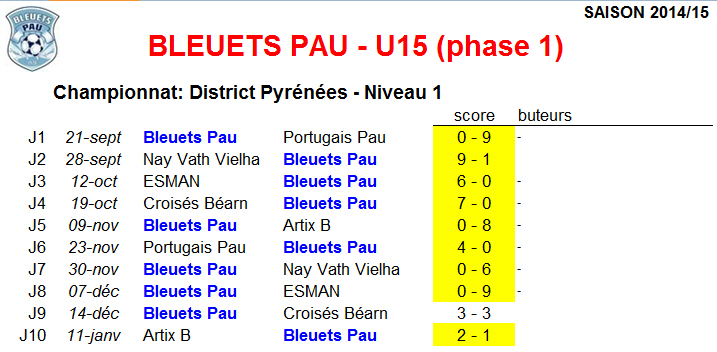 BLEUETS
PAU
SAISON 2014/15
BLEUETS PAU - U15 (phase 1)
Championnat: District Pyrénées - Niveau 1
score buteurs
J1 21-sept Bleuets Pau Portugais Pau 0 - 9 -
J2 28-sept Nay Vath Vielha Bleuets Pau 9 - 1 -
J3 12-oct ESMAN Bleuets Pau 6 - 0 -
J4 19-oct Croisés Béarn Bleuets Pau 7 - 0 -
J5 09-nov Bleuets Pau Artix B 0 - 8 -
J6 23-nov Portugais Pau Bleuets Pau 4 - 0 -
J7 30-nov Bleuets Pau Nay Vath Vielha 0 - 6 -
J8 07-déc Bleuets Pau ESMAN 0 - 9 -
J9 14-déc Bleuets Pau Croisés Béarn 3 - 3
J10 11-janv Artix B Bleuets Pau 2 - 1